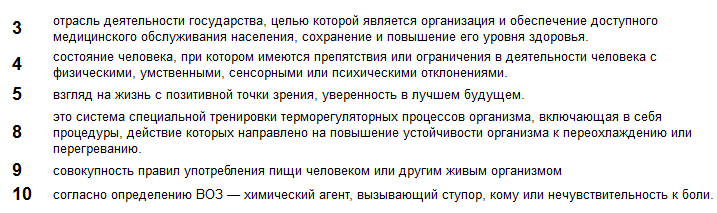 3 отрасль деятельности государства, целью которой является организация и обеспечение доступного
медицинского обслуживания населения, сохранение и повышение его уровня здоровья.
4 состояние человека, при котором имеются препятствия или ограничения в деятельности человека с
физическими, умственными, сенсорными или психическими отклонениями.
5 взгляд на жизнь с позитивной точки зрения, уверенность в лучшем будущем.
8 это система специальной тренировки терморегуляторных процессов организма, включающая в себя
процедуры, действие которых направлено на повышение устойчивости организма к переохлаждению или
перегреванию.
9 совокупность правил употребления пищи человеком или другим живым организмом
10 согласно определению ВОЗ — химический агент, вызывающий ступор, кому или нечувствительность к боли.